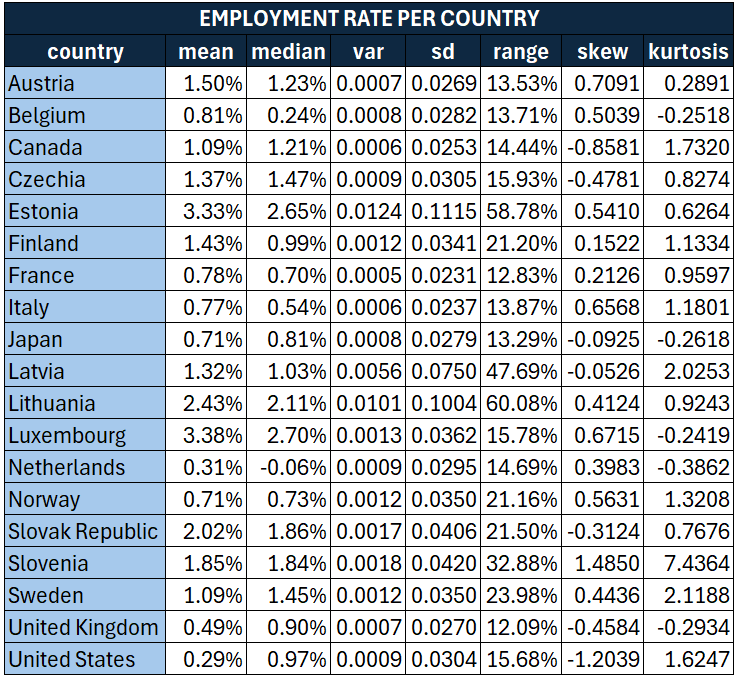 EMPLOYMENT RATE PER COUNTRY
country mean median var sd range skew kurtosis
Austria 1.50% 1.23% 0.0007 0.0269 13.53% 0.7091 0.2891
Belgium 0.81% 0.24% 0.0008 0.0282 13.71% 0.5039 -0.2518
Canada 1.09% 1.21% 0.0006 0.0253 14.44% -0.8581 1.7320
Czechia 1.37% 1.47% 0.0009 0.0305 15.93% -0.4781 0.8274
Estonia 3.33% 2.65% 0.0124 0.1115 58.78% 0.5410 0.6264
Finland 1.43% 0.99% 0.0012 0.0341 21.20% 0.1522 1.1334
France 0.78% 0.70% 0.0005 0.0231 12.83% 0.2126 0.9597
Italy 0.77% 0.54% 0.0006 0.0237 13.87% 0.6568 1.1801
Japan 0.71% 0.81% 0.0008 0.0279 13.29% -0.0925 -0.2618
Latvia 1.32% 1.03% 0.0056 0.0750 47.69% -0.0526 2.0253
Lithuania 2.43% 2.11% 0.0101 0.1004 60.08% 0.4124 0.9243
Luxembourg 3.38% 2.70% 0.0013 0.0362 15.78% 0.6715 -0.2419
Netherlands 0.31% -0.06% 0.0009 0.0295 14.69% 0.3983 -0.3862
Norway 0.71% 0.73% 0.0012 0.0350 21.16% 0.5631 1.3208
Slovak Republic 2.02% 1.86% 0.0017 0.0406 21.50% -0.3124 0.7676
Slovenia 1.85% 1.84% 0.0018 0.0420 32.88% 1.4850 7.4364
Sweden 1.09% 1.45% 0.0012 0.0350 23.98% 0.4436 2.1188
United Kingdom 0.49% 0.90% 0.0007 0.0270 12.09% -0.4584 -0.2934
United States 0.29% 0.97% 0.0009 0.0304 15.68% -1.2039 1.6247